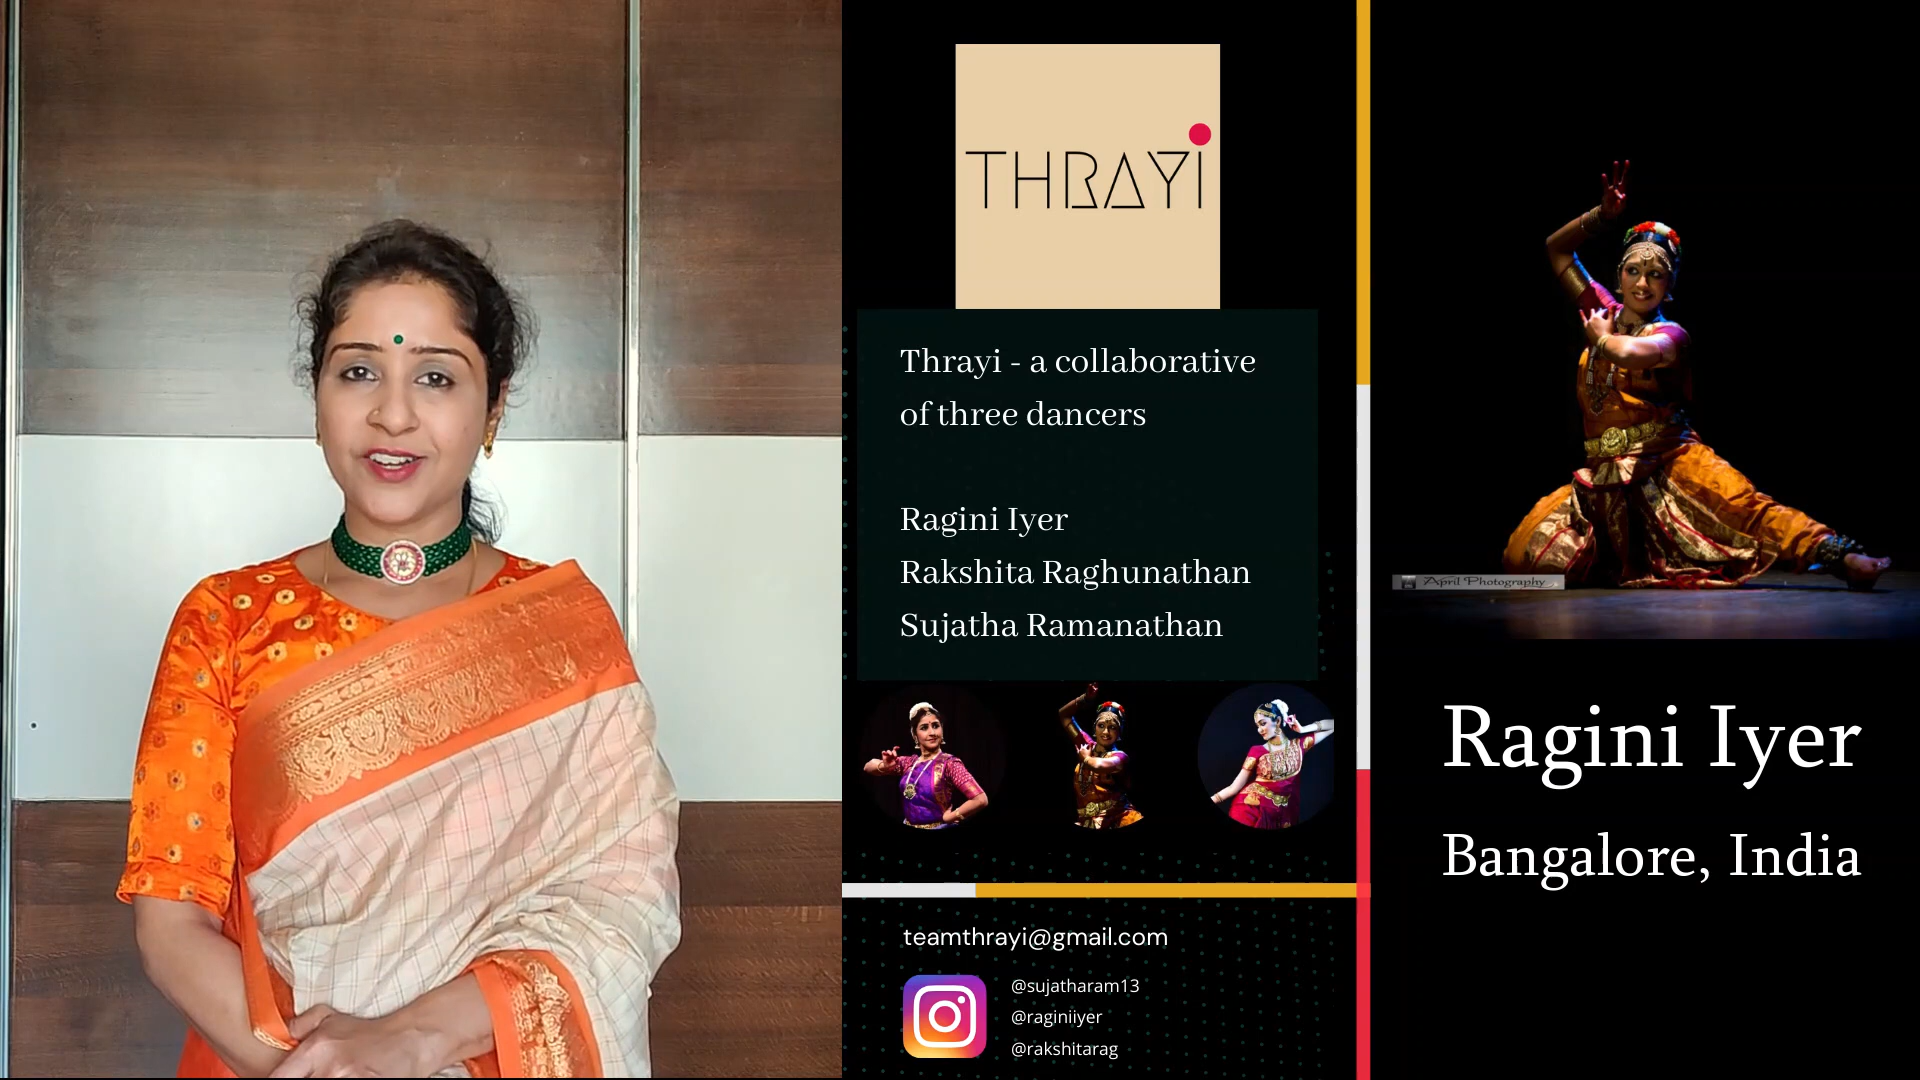 THRAYi
Thrayi - a collaborative
of three dancers
Ragini Iyer
Rakshita Raghunathan
Sujatha Ramanathan
teamthrayi@gmail.com
@sujatharam13
@raginiiyer
@rakshitarag
April Photography
Ragini Iyer
Bangalore, India